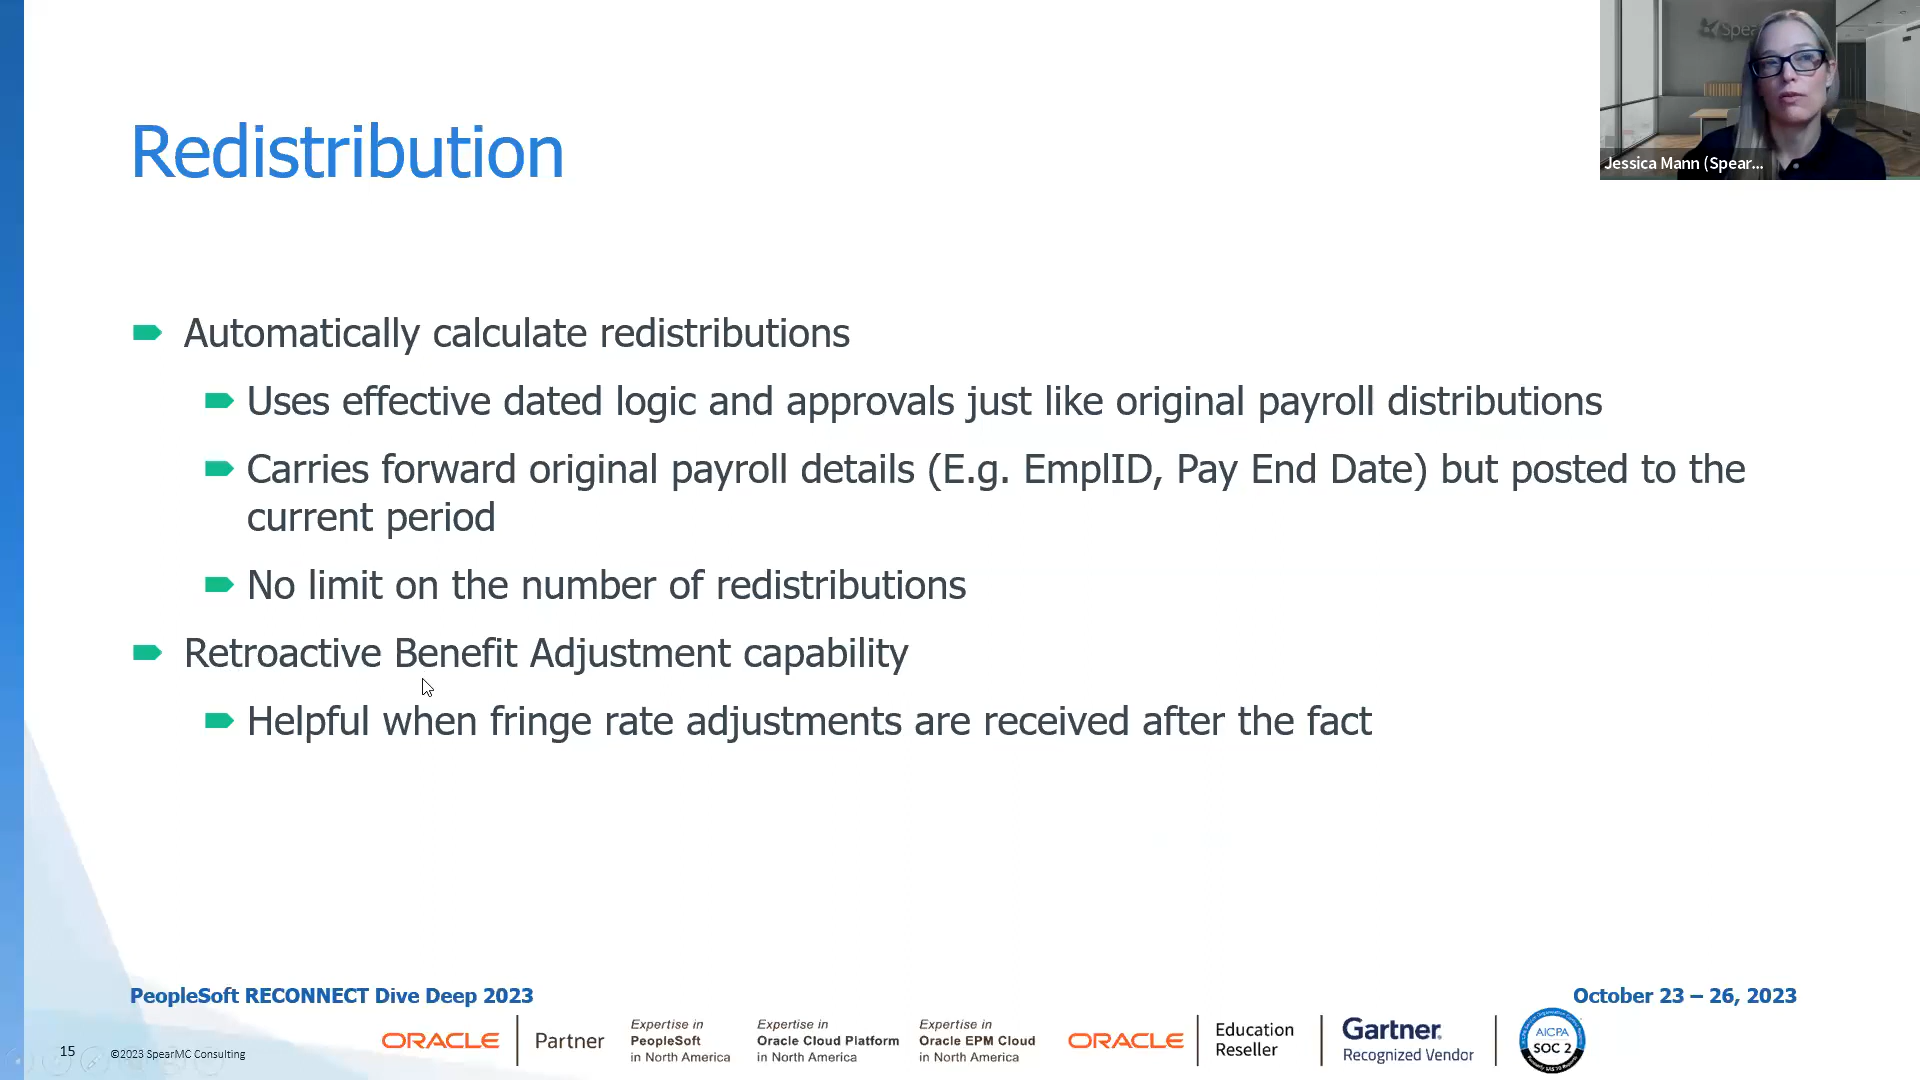 Spea
Jessica Mann (Spear...
Redistribution
Automatically calculate redistributions
Uses effective dated logic and approvals just like original payroll distributions
Carries forward original payroll details (E.g. EmplID, Pay End Date) but posted to the
current period
No limit on the number of redistributions
Retroactive Benefit Adjustment capability
Helpful when fringe rate adjustments are received after the fact
PeopleSoft RECONNECT Dive Deep 2023
October 23 – 26, 2023
15
©2023 SpearMC Consulting
ORACLE
Partner
Expertise in
PeopleSoft
in North America
Expertise in
Oracle Cloud Platform
in North America
Expertise in
Oracle EPM Cloud
in North America
ORACLE
Education
Reseller
Gartner
Recognized Vendor
AICPA
SOC 2